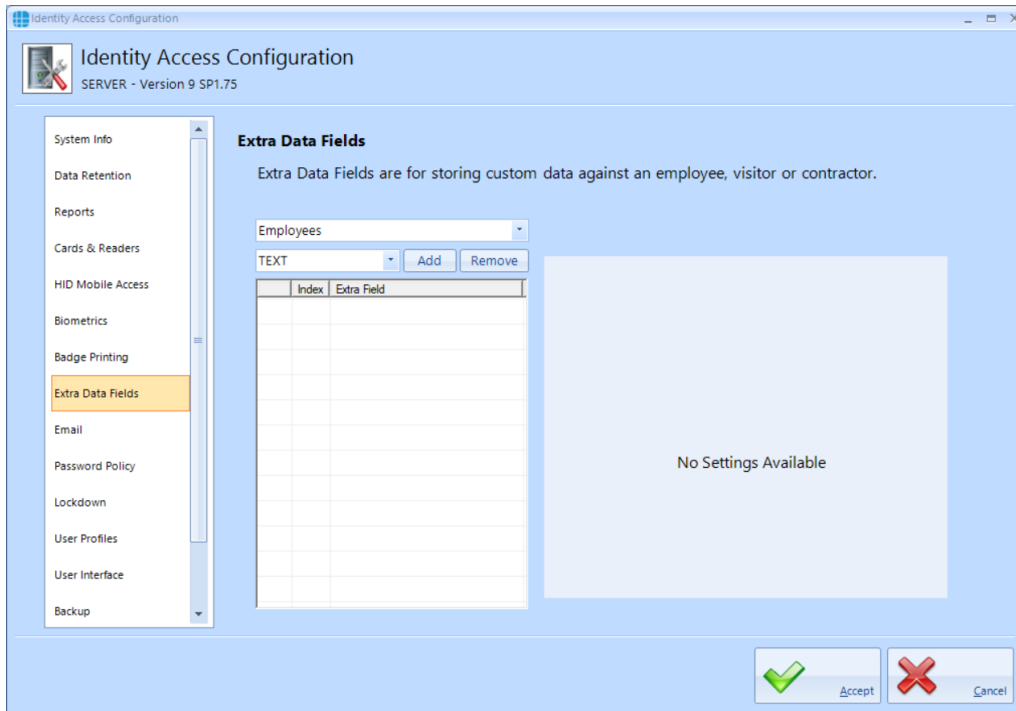 Identity Access Configuration
Identity Access Configuration
SERVER - Version 9 SP1.75
System Info
Data Retention
Reports
Cards & Readers
HID Mobile Access
Biometrics
Badge Printing
Extra Data Fields
Email
Password Policy
Lockdown
User Profiles
User Interface
Backup
Extra Data Fields
Extra Data Fields are for storing custom data against an employee, visitor or contractor.
Employees
TEXT Add Remove
Index Extra Field
No Settings Available
Accept Cancel